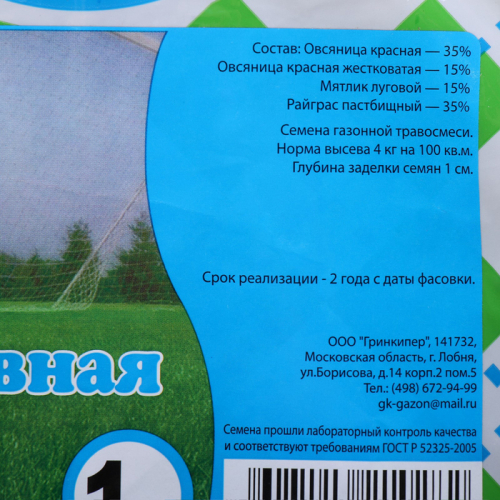 Состав: Овсяница красная — 35%
Овсяница красная жестковатая — 15%
Мятлик луговой — 15%
Райграс пастбищный — 35%
Семена газонной травосмеси.
Норма высева 4 кг на 100 кв.м.
Глубина заделки семян 1 см.
Срок реализации - 2 года с даты фасовки.
вная
ООО "Гринкипер", 141732,
Московская область, г. Лобня,
ул.Борисова, д.14 корп.2 пом.5
Тел.: (498) 672-94-99
gk-gazon@mail.ru
Семена прошли лабораторный контроль качества
и соответствуют требованиям ГОСТ Р 52325-2005
1